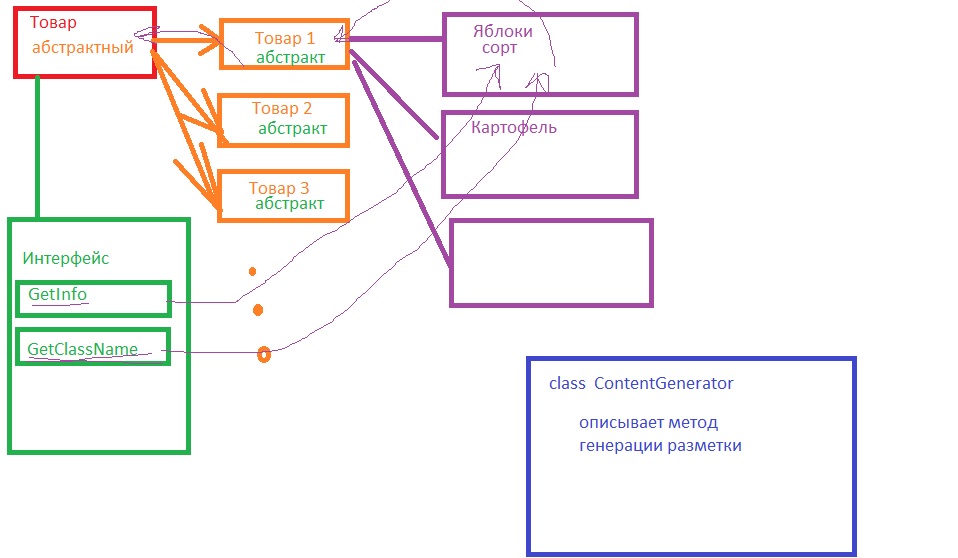 Товар
абстрактный
Товар 1
абстракт
Товар 2
абстракт
Товар 3
абстракт
Яблоки
сорт
Картофель
Интерфейс
GetInfo
GetClassName
class ContentGenerator
описывает метод
генерации разметки